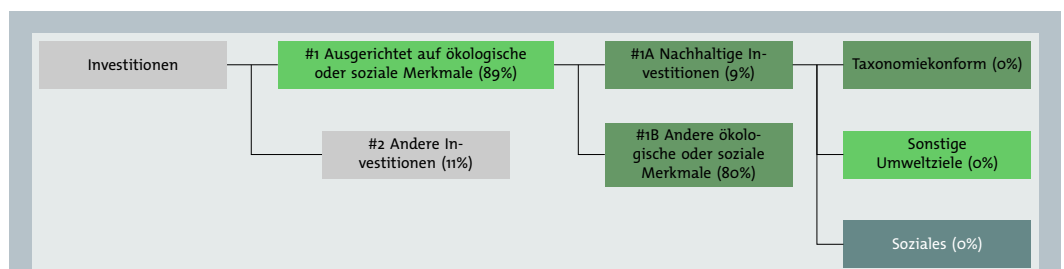 Investitionen
#1 Ausgerichtet auf ökologische
oder soziale Merkmale (89%)
#2 Andere In-
vestitionen (11%)
#1A Nachhaltige In-
vestitionen (9%)
#1B Andere ökolo-
gische oder soziale
Merkmale (80%)
Taxonomiekonform (0%)
Sonstige
Umweltziele (0%)
Soziales (0%)